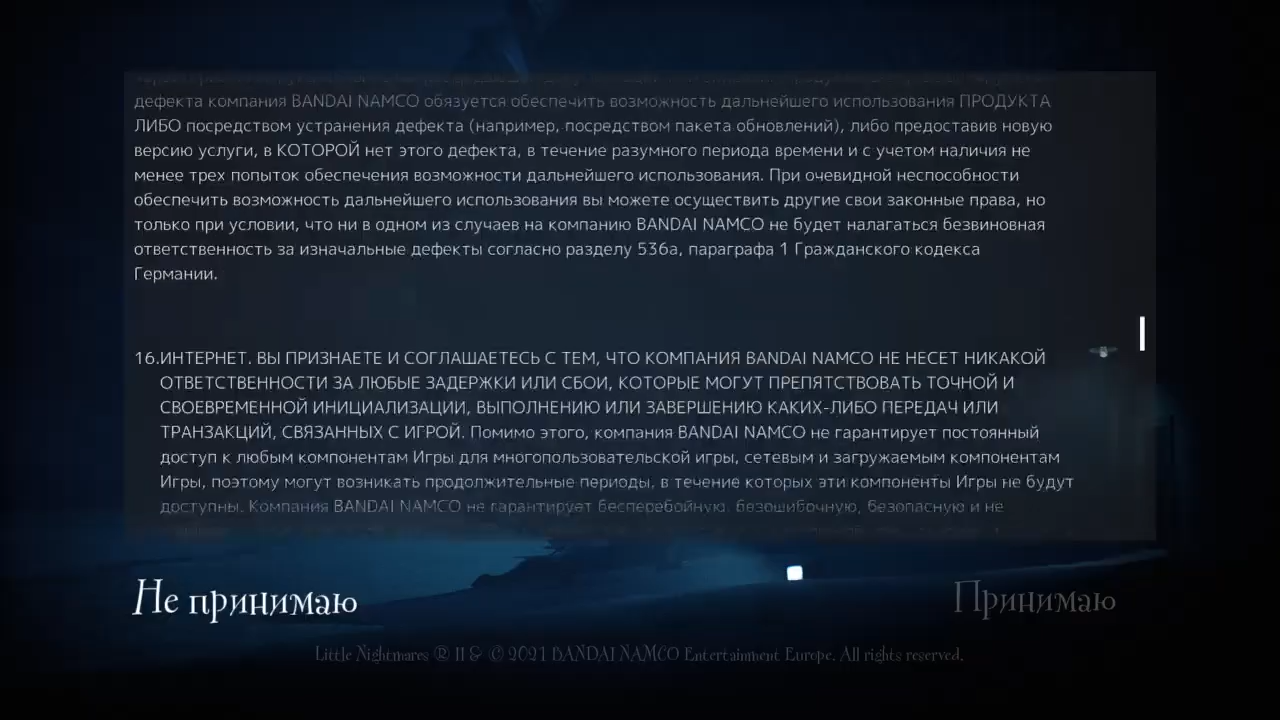 дефекта компания BANDAI NAMCO обязуется обеспечить возможность дальнейшего использования ПРОДУКТА
ЛИБО посредством устранения дефекта (например, посредством пакета обновлений), либо предоставив новую
версию услуги, в КОТОРОЙ нет этого дефекта, в течение разумного периода времени и с учетом наличия не
менее трех попыток обеспечения возможности дальнейшего использования. При очевидной неспособности
обеспечить возможность дальнейшего использования вы можете осуществить другие свои законные права, но
только при условии, что ни в одном из случаев на компанию BANDAI NAMCO не будет налагаться безвиновная
ответственность за изначальные дефекты согласно разделу 536a, параграфа 1 Гражданского кодекса
Германии.
16.ИНТЕРНЕТ. ВЫ ПРИЗНАЕТЕ И СОГЛАШАЕТЕСЬ С ТЕМ, ЧТО КОМПАНИЯ BANDAI NAMCO НЕ НЕСЕТ НИКАКОЙ
ОТВЕТСТВЕННОСТИ ЗА ЛЮБЫЕ ЗАДЕРЖКИ ИЛИ СБОИ, КОТОРЫЕ МОГУТ ПРЕПЯТСТВОВАТЬ ТОЧНОЙ И
СВОЕВРЕМЕННОЙ ИНИЦИАЛИЗАЦИИ, ВЫПОЛНЕНИЮ ИЛИ ЗАВЕРШЕНИЮ КАКИХ-ЛИБО ПЕРЕДАЧ ИЛИ
ТРАНЗАКЦИЙ, СВЯЗАННЫХ С ИГРОЙ. Помимо этого, компания BANDAI NAMCO не гарантирует постоянный
доступ к любым компонентам Игры для многопользовательской игры, сетевым и загружаемым компонентам
Игры, поэтому могут возникать продолжительные периоды, в течение которых эти компоненты Игры не будут
доступны. Компания BANDAI NAMCO не гарантирует бесперебойную, безошибочную, безопасную и не
Не принимаю
Принимаю
Little Nightmares ® II & © 2021 BANDAI NAMCO Entertainment Europe. All rights reserved.